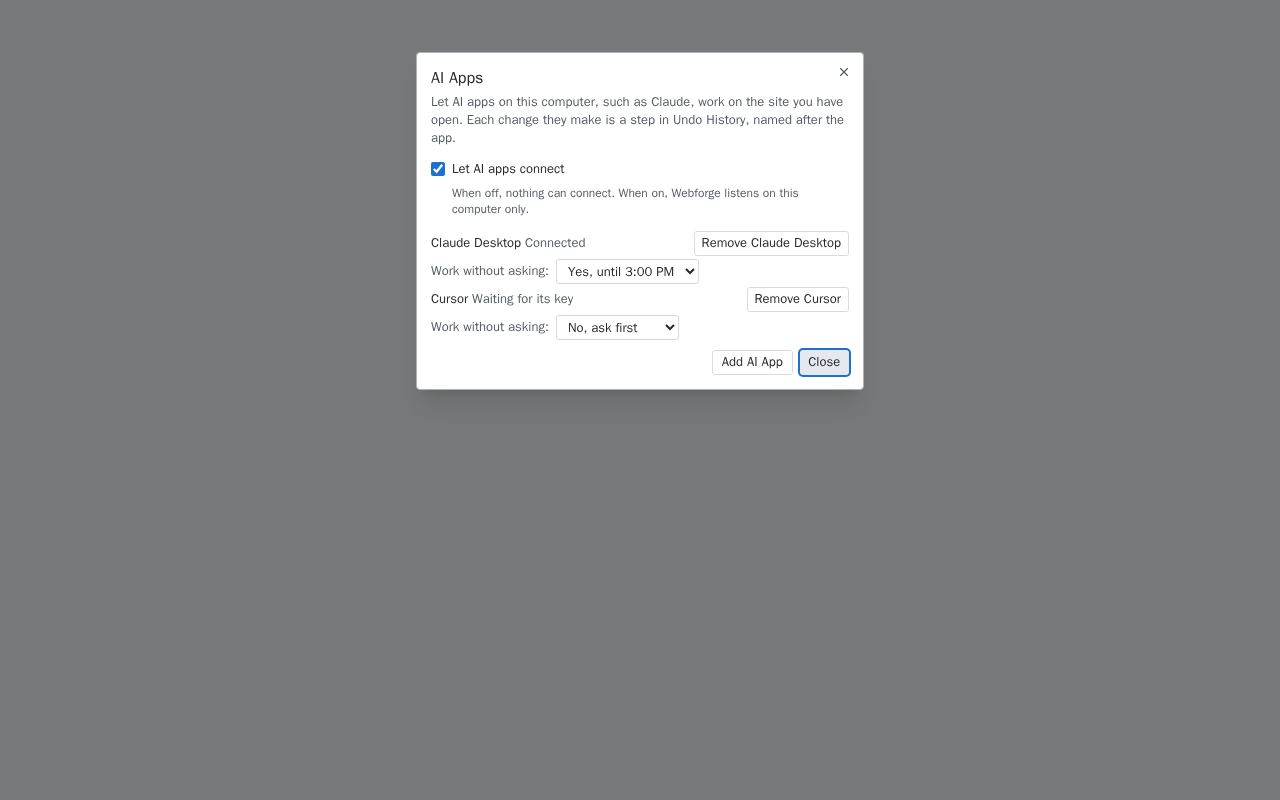 AI Apps
×
Let AI apps on this computer, such as Claude, work on the site you have
open. Each change they make is a step in Undo History, named after the
app.
Let AI apps connect
When off, nothing can connect. When on, Webforge listens on this
computer only.
Claude Desktop Connected Remove Claude Desktop
Work without asking: Yes, until 3:00 PM
Cursor Waiting for its key Remove Cursor
Work without asking: No, ask first
Add AI App Close